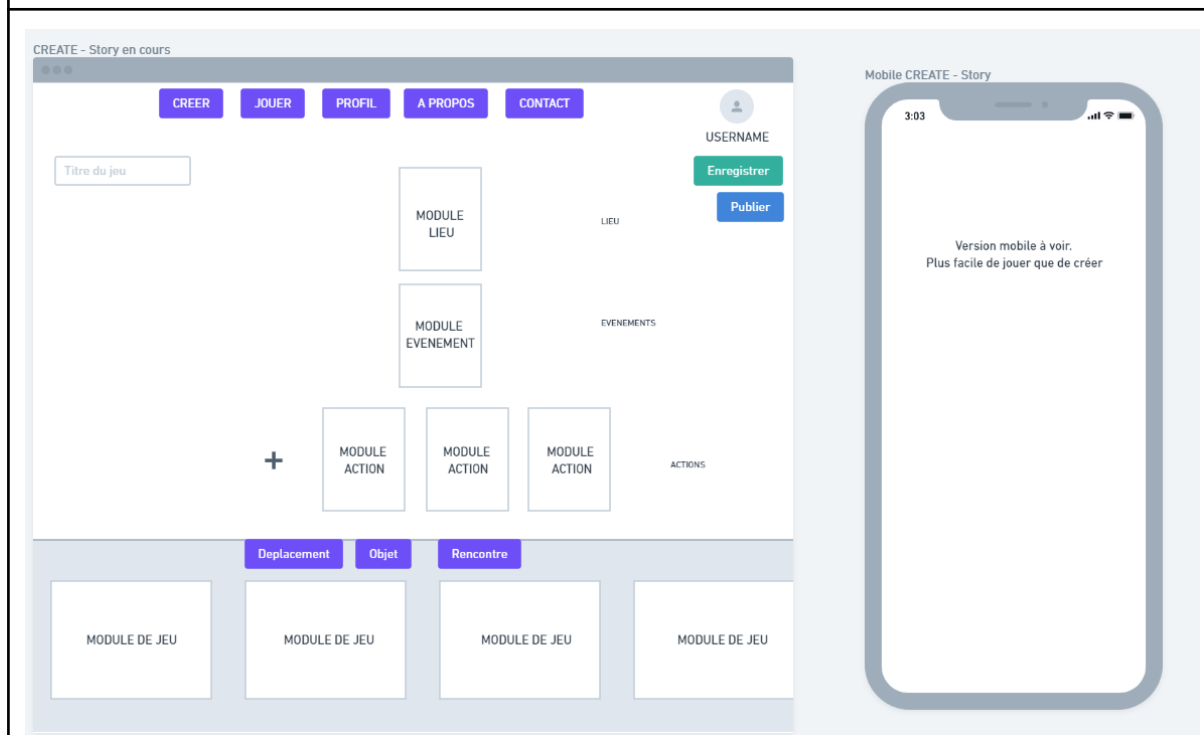 CREATE - Story en cours
Mobile CREATE - Story
CREER
JOUER
PROFIL
A PROPOS
CONTACT
3:03
USERNAME
Titre du jeu
Enregistrer
Publier
MODULE
LIEU
LIEU
Version mobile à voir.
Plus facile de jouer que de créer
MODULE
EVENEMENT
EVENEMENTS
MODULE
ACTION
MODULE
ACTION
MODULE
ACTION
ACTIONS
Deplacement
Objet
Rencontre
MODULE DE JEU
MODULE DE JEU
MODULE DE JEU
MODULE DE JEU